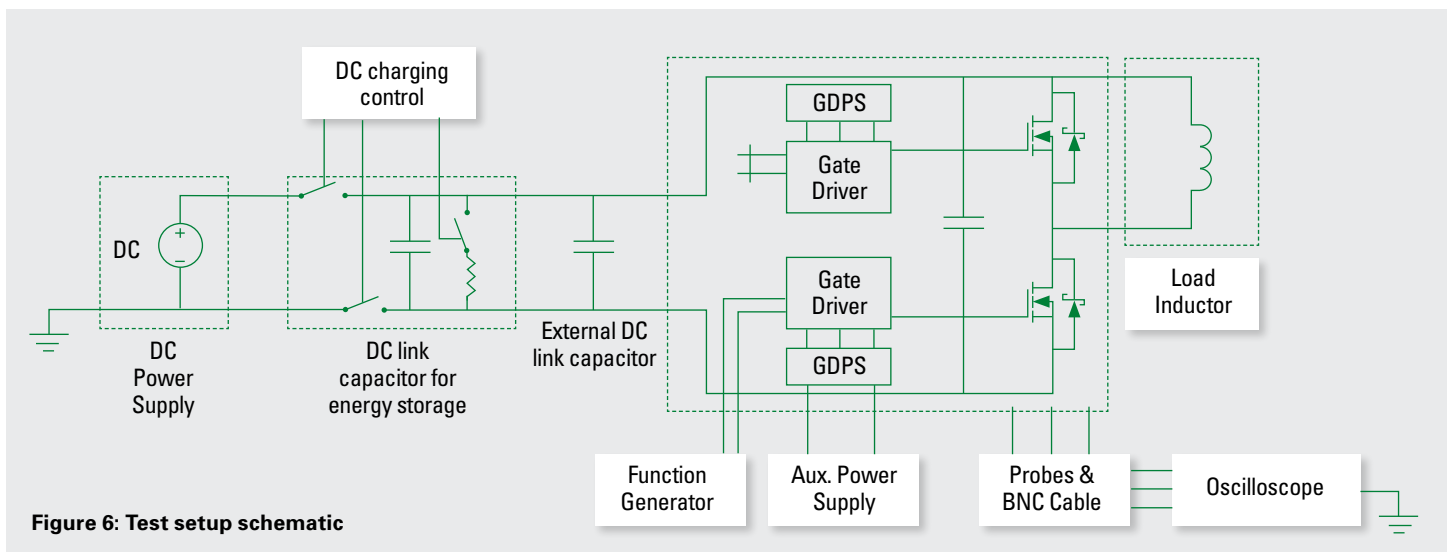 DC charging
control
GDPS
Gate
Driver
DC
+
−
Gate
Driver
GDPS
Load
Inductor
External DC
link capacitor
DC
Power
Supply
DC link
capacitor for
energy storage
Function
Generator
Aux. Power
Supply
Probes &
BNC Cable
Oscilloscope
Figure 6: Test setup schematic